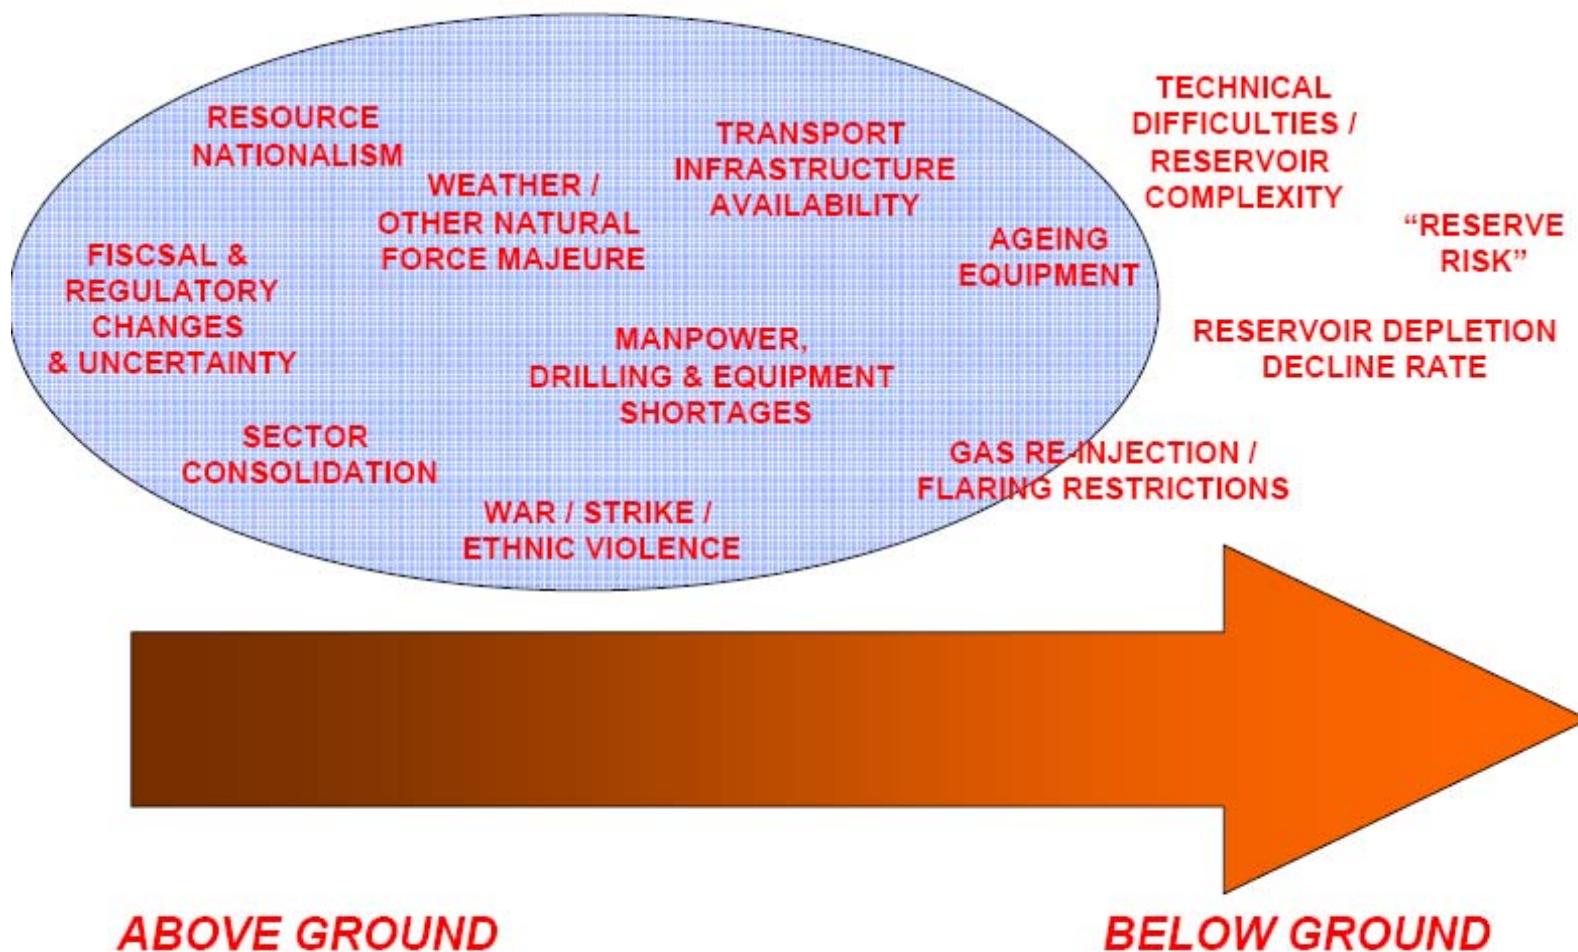 RESOURCE
NATIONALISM
WEATHER /
OTHER NATURAL
FORCE MAJEURE
TRANSPORT
INFRASTRUCTURE
AVAILABILITY
TECHNICAL
DIFFICULTIES /
RESERVOIR
COMPLEXITY
FISCSAL &
REGULATORY
CHANGES
& UNCERTAINTY
AGEING
EQUIPMENT
“RESERVE
RISK”
MANPOWER,
DRILLING & EQUIPMENT
SHORTAGES
RESERVOIR DEPLETION
DECLINE RATE
SECTOR
CONSOLIDATION
WAR / STRIKE /
ETHNIC VIOLENCE
GAS RE-INJECTION /
FLARING RESTRICTIONS
ABOVE GROUND
BELOW GROUND